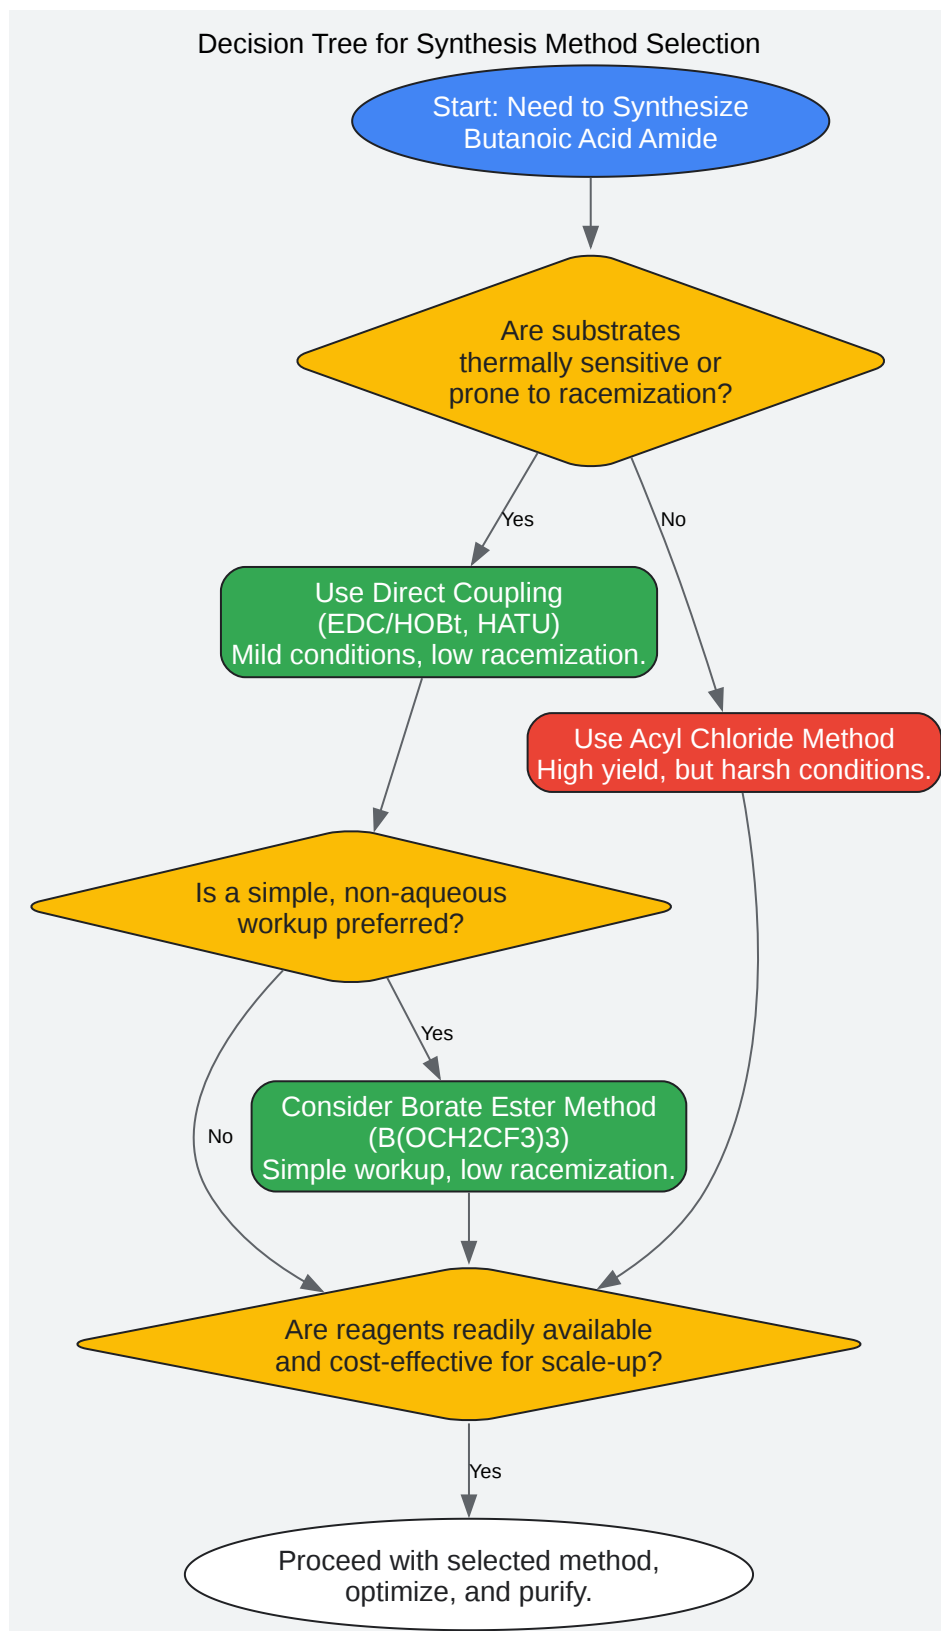 Decision Tree for Synthesis Method Selection
Start: Need to Synthesize
Butanoic Acid Amide
Are substrates
thermally sensitive or
prone to racemization?
Yes
No
Use Direct Coupling
(EDC/HOBt, HATU)
Mild conditions, low racemization.
Use Acyl Chloride Method
High yield, but harsh conditions.
Is a simple, non-aqueous
workup preferred?
Yes
No
Consider Borate Ester Method
(B(OCH2CF3)3)
Simple workup, low racemization.
Are reagents readily available
and cost-effective for scale-up?
Yes
Proceed with selected method,
optimize, and purify.